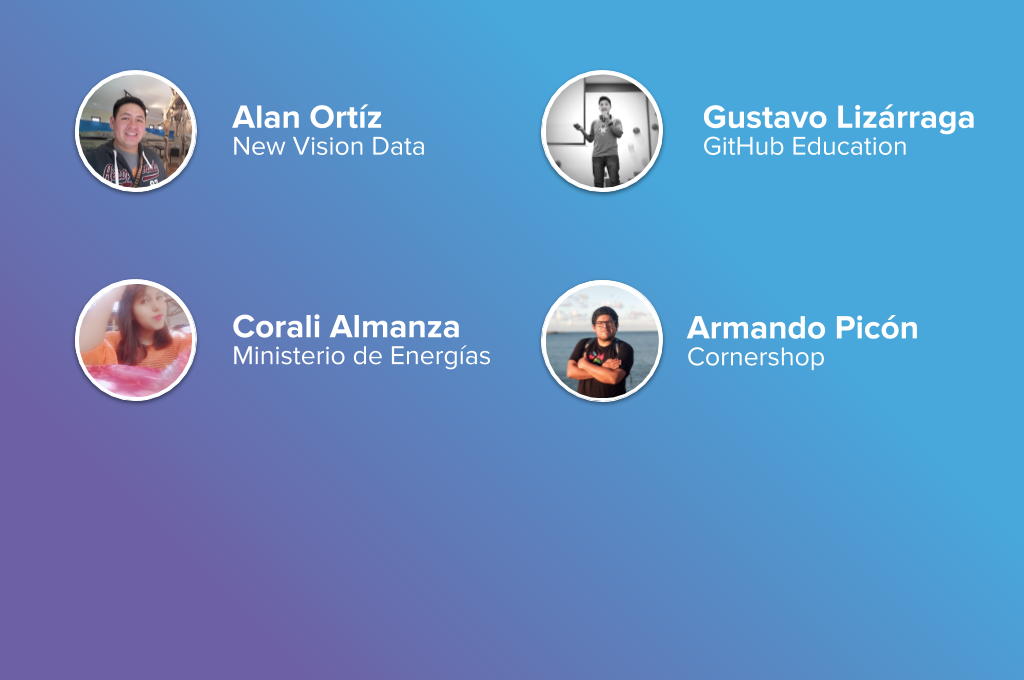 Alan Ortíz
New Vision Data
Gustavo Lizárraga
GitHub Education
Corali Almanza
Ministerio de Energías
Armando Picón
Cornershop